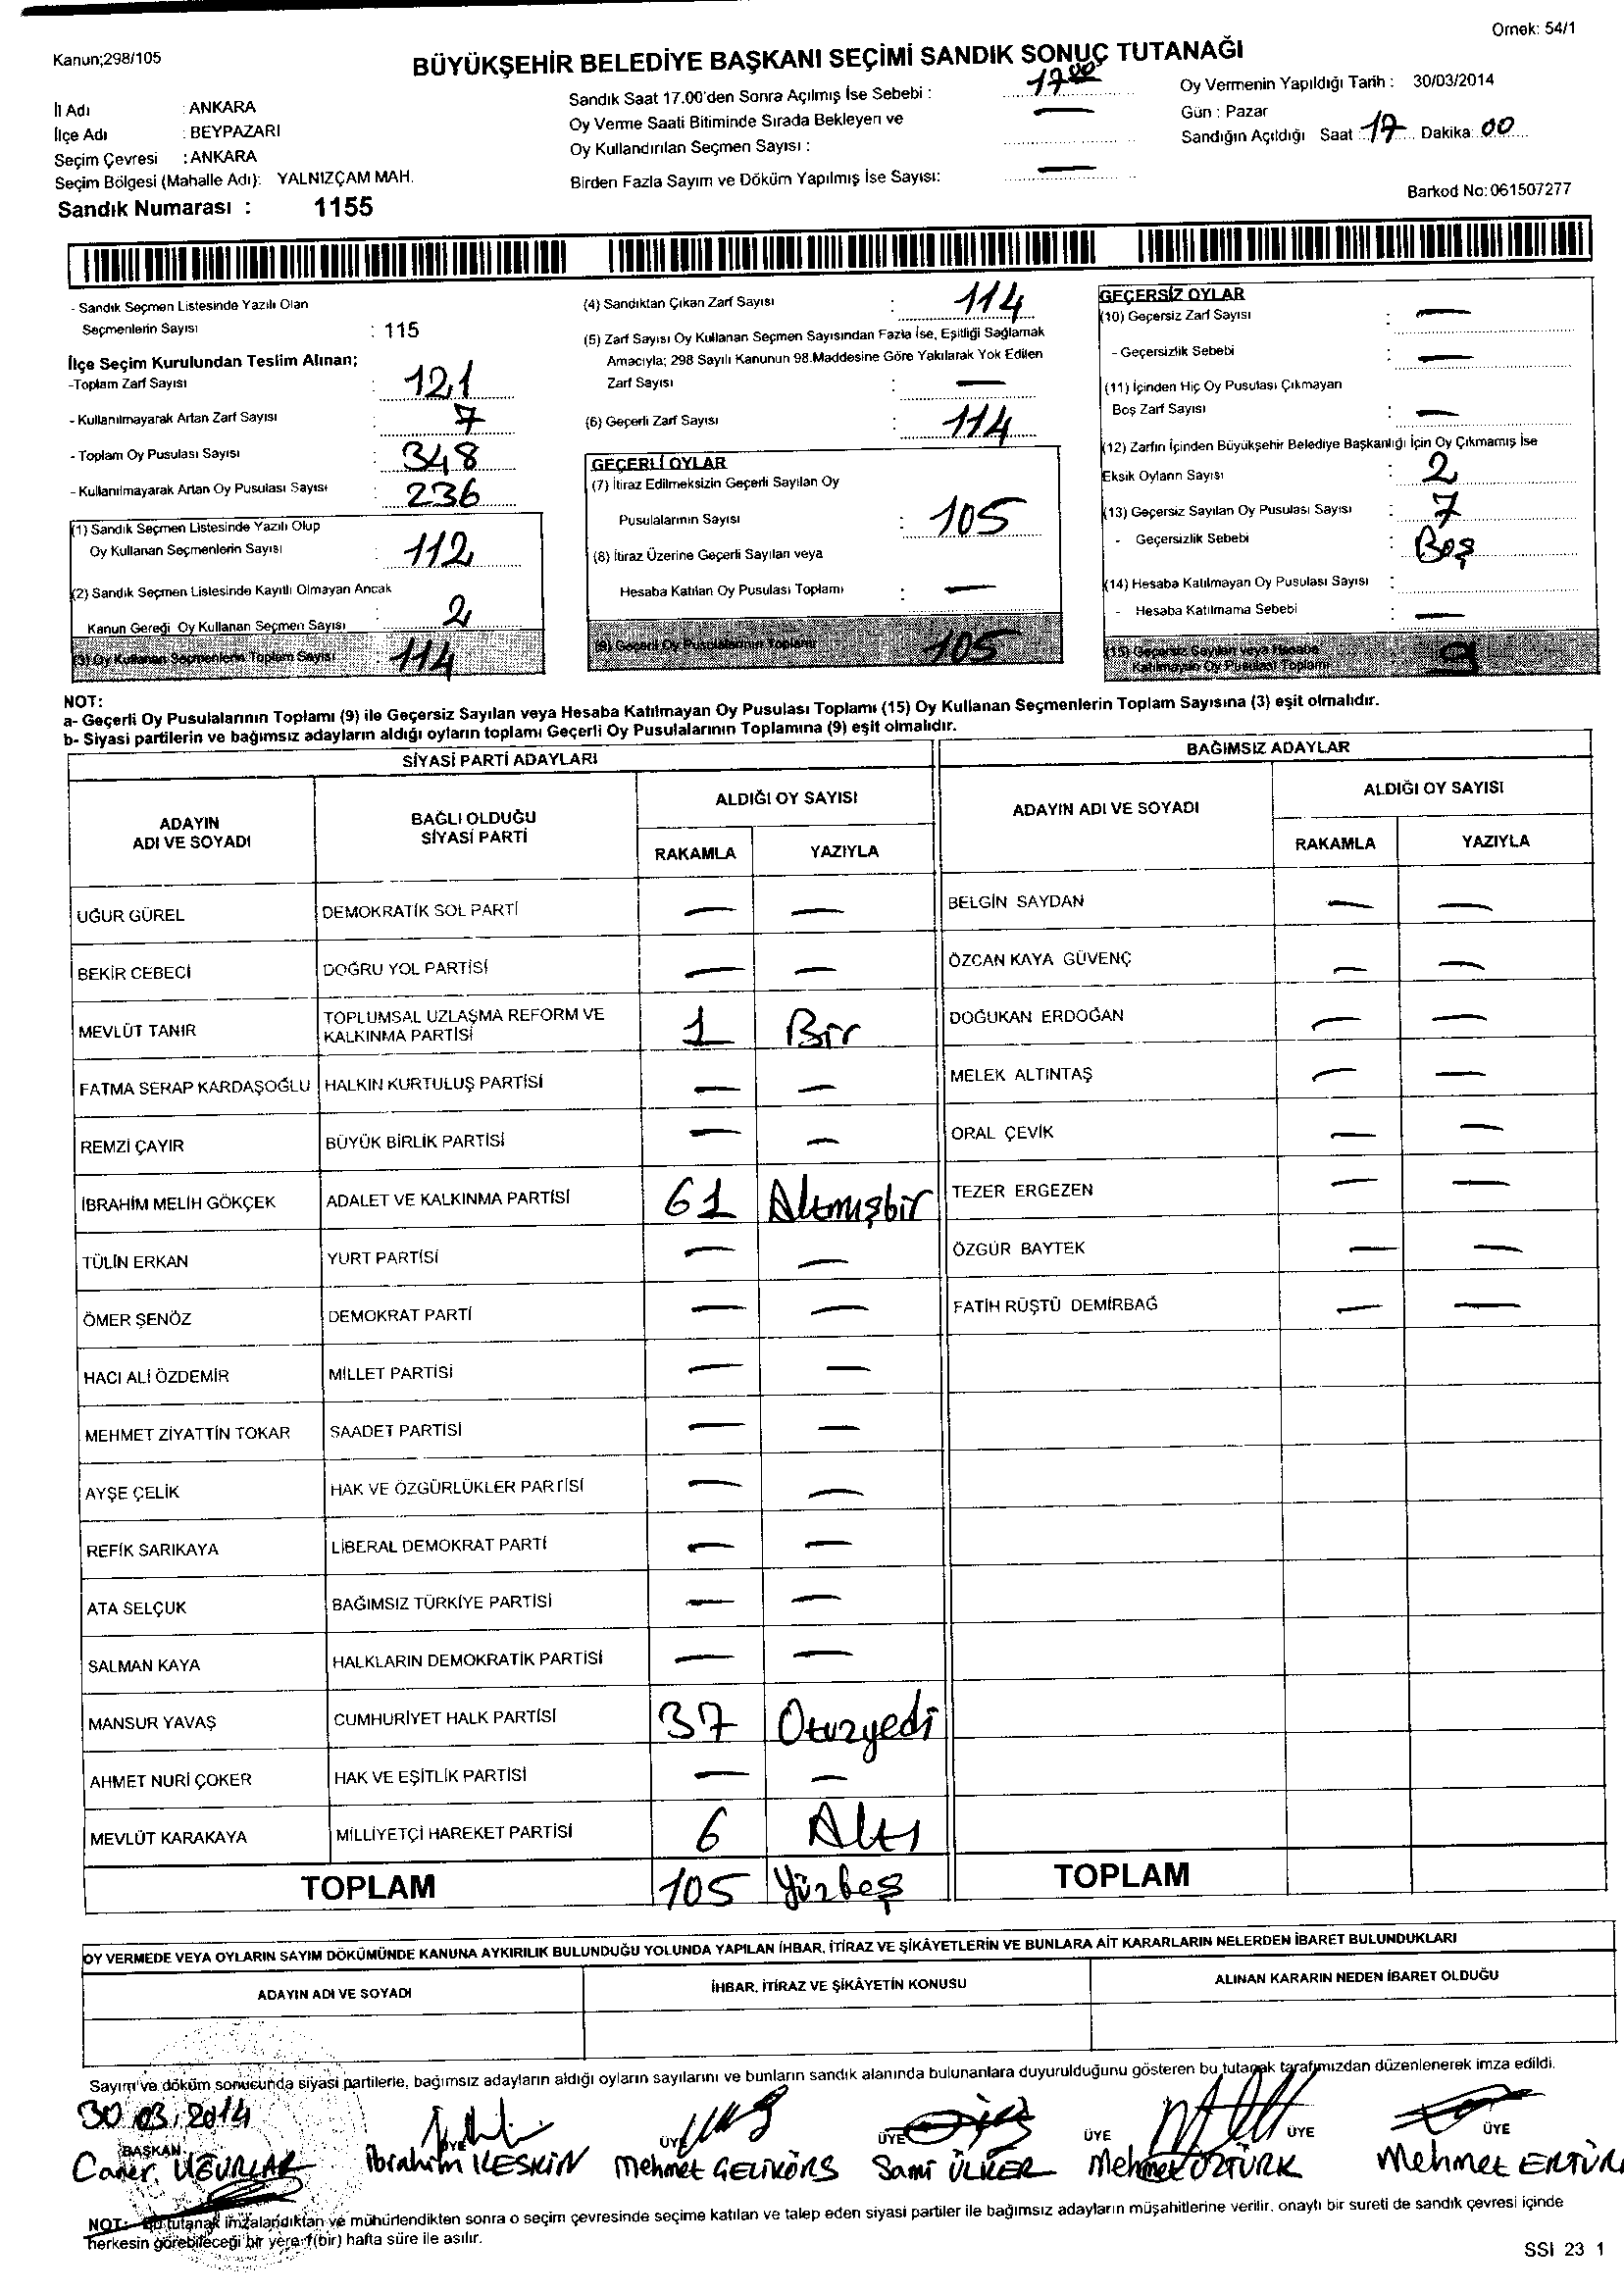 Örnek: 54/1
Kanun;298/105
BÜYÜKŞEHİR BELEDİYE BAŞKANI SEÇİMİ SANDIK SONUÇ TUTANAĞI
İl Adı : ANKARA
İlçe Adı : BEYPAZARI
Seçim Çevresi : ANKARA
Seçim Bölgesi (Mahalle Adı): YALNIZÇAM MAH.
Sandık Numarası : 1155
Sandık Saat 17.00'den Sonra Açılmış İse Sebebi : 17 00
Oy Verme Saati Bitiminde Sırada Bekleyen ve
Oy Kullandırılan Seçmen Sayısı : —
Birden Fazla Sayım ve Döküm Yapılmış İse Sayısı: —
Oy Vermenin Yapıldığı Tarih : 30/03/2014
Gün : Pazar
Sandığın Açıldığı Saat : 17 Dakika: 00
Barkod No: 061507277
- Sandık Seçmen Listesinde Yazılı Olan
Seçmenlerin Sayısı : 115
İlçe Seçim Kurulundan Teslim Alınan;
-Toplam Zarf Sayısı : 121
- Kullanılmayarak Artan Zarf Sayısı : 7
- Toplam Oy Pusulası Sayısı : 348
- Kullanılmayarak Artan Oy Pusulası Sayısı : 236
(1) Sandık Seçmen Listesinde Yazılı Olup
Oy Kullanan Seçmenlerin Sayısı : 112
(2) Sandık Seçmen Listesinde Kayıtlı Olmayan Ancak
Kanun Gereği Oy Kullanan Seçmen Sayısı : 2
(3) Oy Kullanan Seçmenlerin Toplam Sayısı : 114
(4) Sandıktan Çıkan Zarf Sayısı : 114
(5) Zarf Sayısı Oy Kullanan Seçmen Sayısından Fazla İse, Eşitliği Sağlamak
Amacıyla; 298 Sayılı Kanunun 98.Maddesine Göre Yakılarak Yok Edilen
Zarf Sayısı : —
(6) Geçerli Zarf Sayısı : 114
GEÇERLİ OYLAR
(7) İtiraz Edilmeksizin Geçerli Sayılan Oy
Pusulalarının Sayısı : 105
(8) İtiraz Üzerine Geçerli Sayılan veya
Hesaba Katılan Oy Pusulası Toplamı : —
(9) Geçerli Oy Pusulalarının Toplamı 105
GEÇERSİZ OYLAR
(10) Geçersiz Zarf Sayısı : —
- Geçersizlik Sebebi : —
(11) İçinden Hiç Oy Pusulası Çıkmayan
Boş Zarf Sayısı : —
(12) Zarfın İçinden Büyükşehir Belediye Başkanlığı İçin Oy Çıkmamış İse
Eksik Oyların Sayısı : 2
(13) Geçersiz Sayılan Oy Pusulası Sayısı : 7
- Geçersizlik Sebebi : Boş
(14) Hesaba Katılmayan Oy Pusulası Sayısı :
- Hesaba Katılmama Sebebi : —
(15) Geçersiz Sayılan veya Hesaba
Katılmayan Oy Pusulası Toplamı 9
NOT:
a- Geçerli Oy Pusulalarının Toplamı (9) ile Geçersiz Sayılan veya Hesaba Katılmayan Oy Pusulası Toplamı (15) Oy Kullanan Seçmenlerin Toplam Sayısına (3) eşit olmalıdır.
b- Siyasi partilerin ve bağımsız adayların aldığı oyların toplamı Geçerli Oy Pusulalarının Toplamına (9) eşit olmalıdır.
SİYASİ PARTİ ADAYLARI
ADAYIN ADI VE SOYADI BAĞLI OLDUĞU SİYASİ PARTİ ALDIĞI OY SAYISI
RAKAMLA YAZIYLA
UĞUR GÜREL DEMOKRATİK SOL PARTİ — —
BEKİR CEBECİ DOĞRU YOL PARTİSİ — —
MEVLÜT TANIR TOPLUMSAL UZLAŞMA REFORM VE KALKINMA PARTİSİ 1 Bir
FATMA SERAP KARDAŞOĞLU HALKIN KURTULUŞ PARTİSİ — —
REMZİ ÇAYIR BÜYÜK BİRLİK PARTİSİ — —
İBRAHİM MELİH GÖKÇEK ADALET VE KALKINMA PARTİSİ 61 Altmışbir
TÜLİN ERKAN YURT PARTİSİ — —
ÖMER ŞENÖZ DEMOKRAT PARTİ — —
HACI ALİ ÖZDEMİR MİLLET PARTİSİ — —
MEHMET ZİYATTİN TOKAR SAADET PARTİSİ — —
AYŞE ÇELİK HAK VE ÖZGÜRLÜKLER PARTİSİ — —
REFİK SARIKAYA LİBERAL DEMOKRAT PARTİ — —
ATA SELÇUK BAĞIMSIZ TÜRKİYE PARTİSİ — —
SALMAN KAYA HALKLARIN DEMOKRATİK PARTİSİ — —
MANSUR YAVAŞ CUMHURİYET HALK PARTİSİ 37 Otuzyedi
AHMET NURİ ÇOKER HAK VE EŞİTLİK PARTİSİ — —
MEVLÜT KARAKAYA MİLLİYETÇİ HAREKET PARTİSİ 6 Altı
TOPLAM 105 Yüzbeş
BAĞIMSIZ ADAYLAR
ADAYIN ADI VE SOYADI ALDIĞI OY SAYISI
RAKAMLA YAZIYLA
BELGİN SAYDAN — —
ÖZCAN KAYA GÜVENÇ — —
DOĞUKAN ERDOĞAN — —
MELEK ALTINTAŞ — —
ORAL ÇEVİK — —
TEZER ERGEZEN — —
ÖZGÜR BAYTEK — —
FATİH RÜŞTÜ DEMİRBAĞ — —
TOPLAM
OY VERMEDE VEYA OYLARIN SAYIM DÖKÜMÜNDE KANUNA AYKIRILIK BULUNDUĞU YOLUNDA YAPILAN İHBAR, İTİRAZ VE ŞİKÂYETLERİN VE BUNLARA AİT KARARLARIN NELERDEN İBARET BULUNDUKLARI
ADAYIN ADI VE SOYADI İHBAR, İTİRAZ VE ŞİKÂYETİN KONUSU ALINAN KARARIN NEDEN İBARET OLDUĞU
Sayım ve döküm sonucunda siyasi partilerle, bağımsız adayların aldığı oyların sayılarını ve bunların sandık alanında bulunanlara duyurulduğunu gösteren bu tutanak tarafımızdan düzenlenerek imza edildi.
30.03.2014
BAŞKAN ÜYE ÜYE ÜYE ÜYE ÜYE ÜYE
Caner UĞURLAR İbrahim KESKİN Mehmet GELİKÖRS Sami ÜLKER Mehmet ÖZTÜRK Mehmet ERTÜR
NOT: Bu tutanak imzalandıktan ve mühürlendikten sonra o seçim çevresinde seçime katılan ve talep eden siyasi partiler ile bağımsız adayların müşahitlerine verilir. onaylı bir sureti de sandık çevresi içinde
herkesin görebileceği bir yere 1(bir) hafta süre ile asılır.
SSİ 23 1